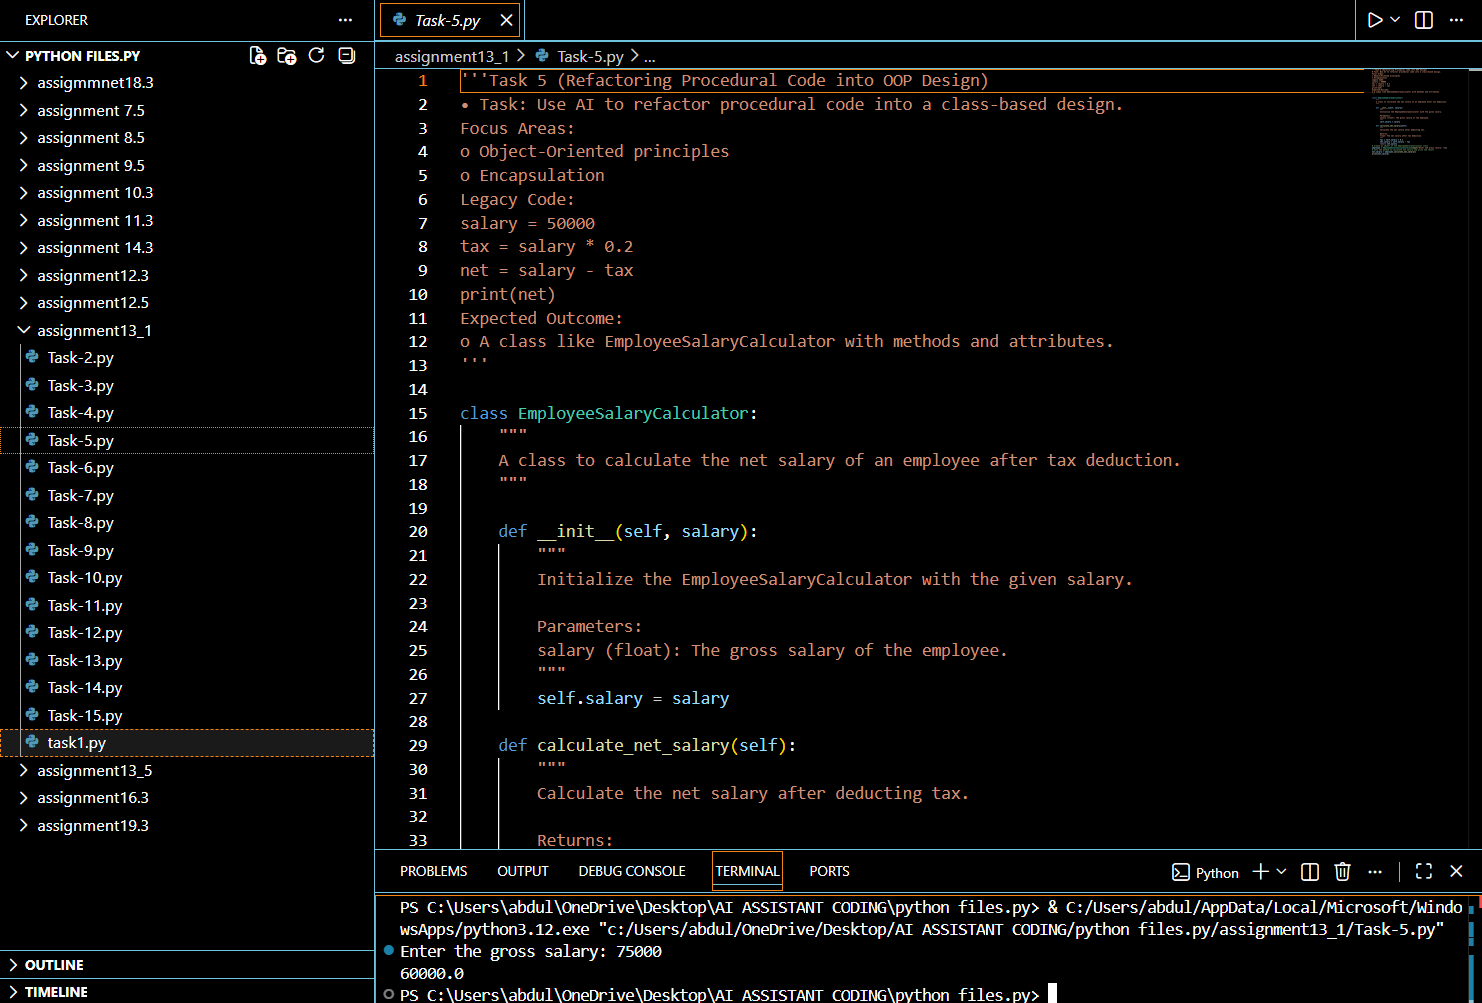 EXPLORER
PYTHON FILES.PY
assignmmnet18.3
assignment 7.5
assignment 8.5
assignment 9.5
assignment 10.3
assignment 11.3
assignment 14.3
assignment12.3
assignment12.5
assignment13_1
Task-2.py
Task-3.py
Task-4.py
Task-5.py
Task-6.py
Task-7.py
Task-8.py
Task-9.py
Task-10.py
Task-11.py
Task-12.py
Task-13.py
Task-14.py
Task-15.py
task1.py
assignment13_5
assignment16.3
assignment19.3
OUTLINE
TIMELINE
Task-5.py
assignment13_1 > Task-5.py > ...
1 '''Task 5 (Refactoring Procedural Code into OOP Design)
2 • Task: Use AI to refactor procedural code into a class-based design.
3 Focus Areas:
4 o Object-Oriented principles
5 o Encapsulation
6 Legacy Code:
7 salary = 50000
8 tax = salary * 0.2
9 net = salary - tax
10 print(net)
11 Expected Outcome:
12 o A class like EmployeeSalaryCalculator with methods and attributes.
13 '''
14
15 class EmployeeSalaryCalculator:
16 """
17 A class to calculate the net salary of an employee after tax deduction.
18 """
19
20 def __init__(self, salary):
21 """
22 Initialize the EmployeeSalaryCalculator with the given salary.
23
24 Parameters:
25 salary (float): The gross salary of the employee.
26 """
27 self.salary = salary
28
29 def calculate_net_salary(self):
30 """
31 Calculate the net salary after deducting tax.
32
33 Returns:
PROBLEMS OUTPUT DEBUG CONSOLE TERMINAL PORTS Python
PS C:\Users\abdul\OneDrive\Desktop\AI ASSISTANT CODING\python files.py> & C:/Users/abdul/AppData/Local/Microsoft/Windo
wsApps/python3.12.exe "c:/Users/abdul/OneDrive/Desktop/AI ASSISTANT CODING/python files.py/assignment13_1/Task-5.py"
Enter the gross salary: 75000
60000.0
PS C:\Users\abdul\OneDrive\Desktop\AI ASSISTANT CODING\python files.py>